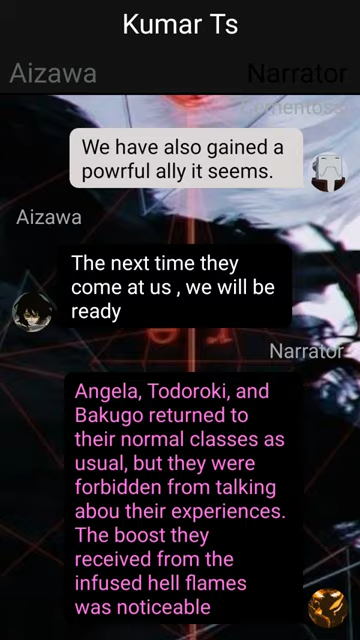 Kumar Ts
Aizawa
Narrator
Cementoss
We have also gained a
powrful ally it seems.
Aizawa
The next time they
come at us , we will be
ready
Narrator
Angela, Todoroki, and
Bakugo returned to
their normal classes as
usual, but they were
forbidden from talking
abou their experiences.
The boost they
received from the
infused hell flames
was noticeable